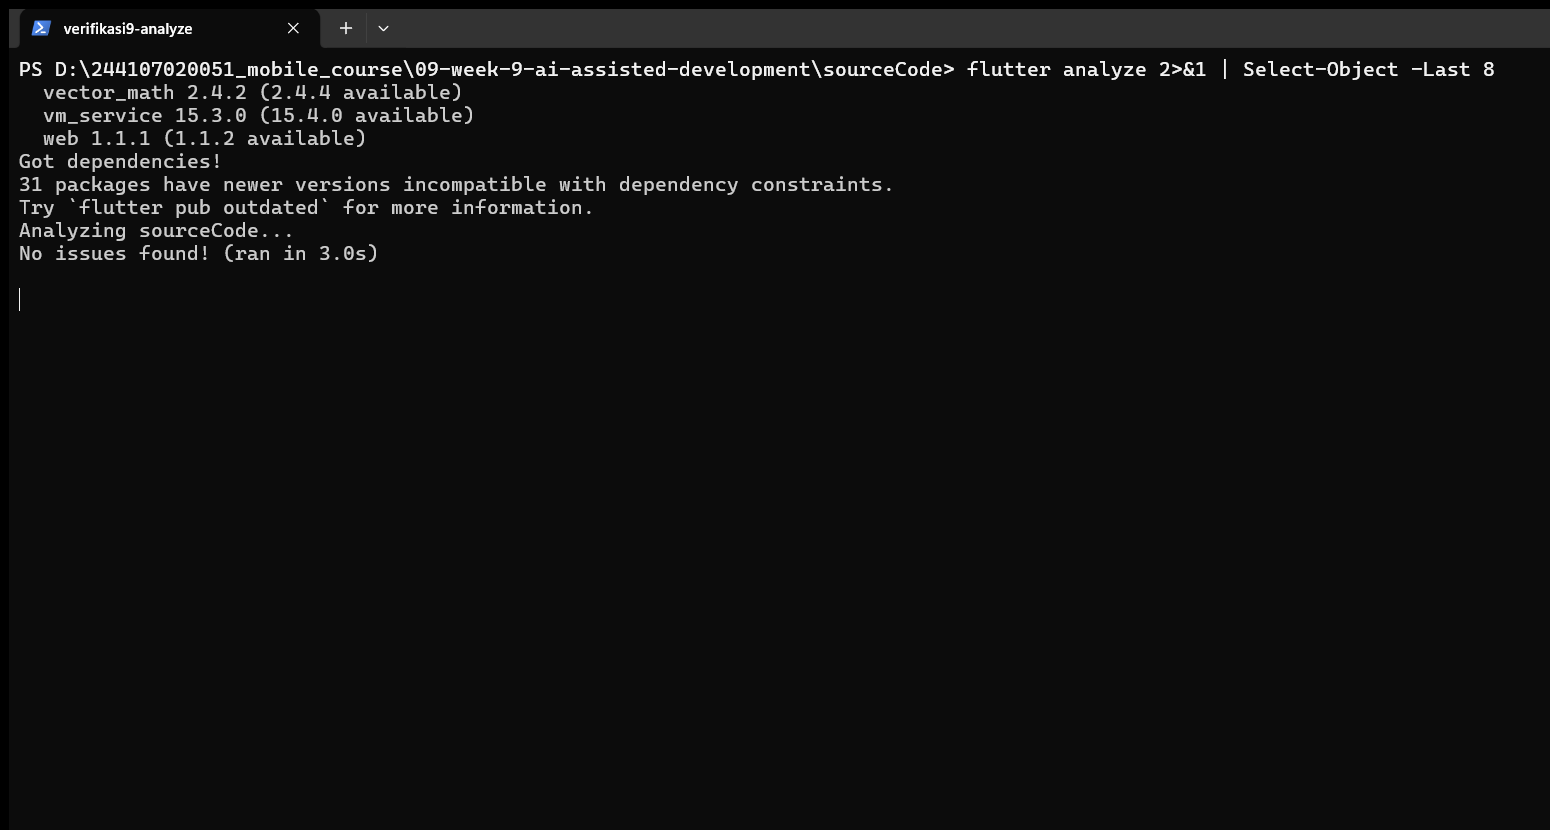 verifikasi9-analyze
PS D:\244107020051_mobile_course\09-week-9-ai-assisted-development\sourceCode> flutter analyze 2>&1 | Select-Object -Last 8
  vector_math 2.4.2 (2.4.4 available)
  vm_service 15.3.0 (15.4.0 available)
  web 1.1.1 (1.1.2 available)
Got dependencies!
31 packages have newer versions incompatible with dependency constraints.
Try `flutter pub outdated` for more information.
Analyzing sourceCode...
No issues found! (ran in 3.0s)